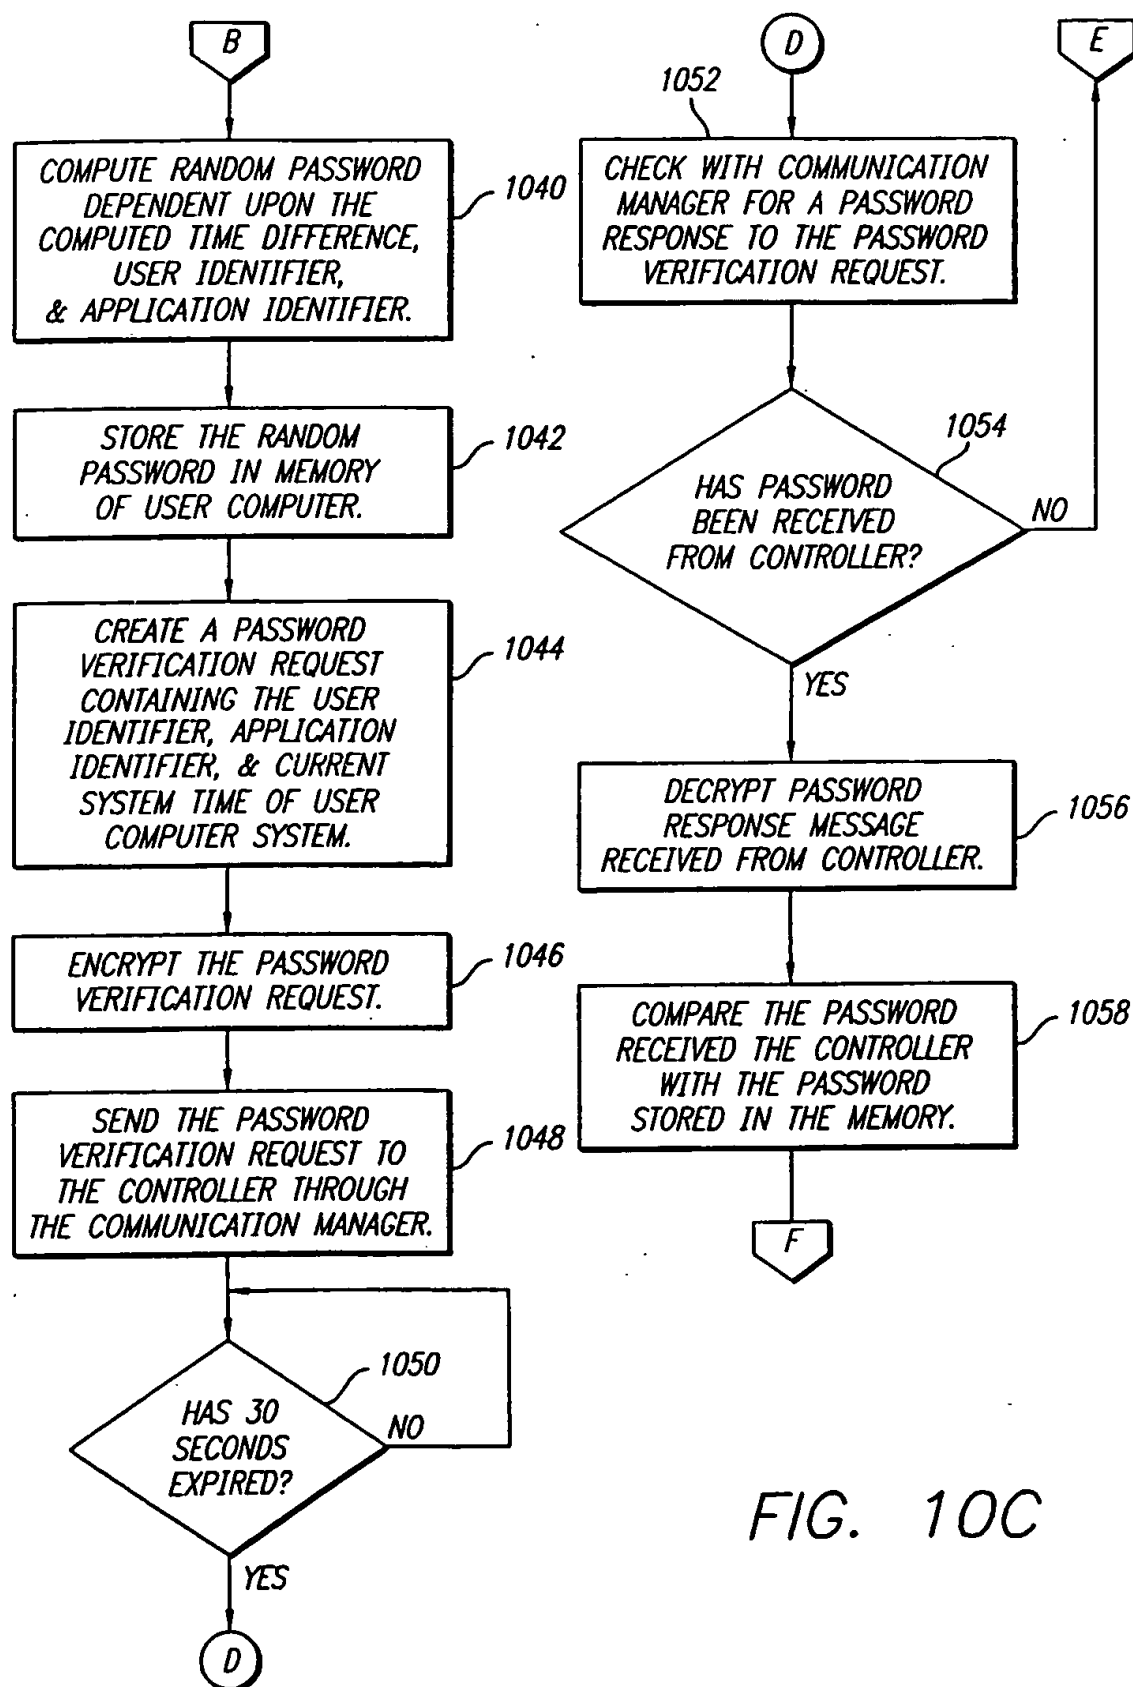 B
COMPUTE RANDOM PASSWORD
DEPENDENT UPON THE
COMPUTED TIME DIFFERENCE,
USER IDENTIFIER,
& APPLICATION IDENTIFIER.
1040
STORE THE RANDOM
PASSWORD IN MEMORY
OF USER COMPUTER.
1042
CREATE A PASSWORD
VERIFICATION REQUEST
CONTAINING THE USER
IDENTIFIER, APPLICATION
IDENTIFIER, & CURRENT
SYSTEM TIME OF USER
COMPUTER SYSTEM.
1044
ENCRYPT THE PASSWORD
VERIFICATION REQUEST.
1046
SEND THE PASSWORD
VERIFICATION REQUEST TO
THE CONTROLLER THROUGH
THE COMMUNICATION MANAGER.
1048
HAS 30
SECONDS
EXPIRED?
1050
NO
YES
D
D
1052
CHECK WITH COMMUNICATION
MANAGER FOR A PASSWORD
RESPONSE TO THE PASSWORD
VERIFICATION REQUEST.
HAS PASSWORD
BEEN RECEIVED
FROM CONTROLLER?
1054
NO
E
YES
DECRYPT PASSWORD
RESPONSE MESSAGE
RECEIVED FROM CONTROLLER.
1056
COMPARE THE PASSWORD
RECEIVED THE CONTROLLER
WITH THE PASSWORD
STORED IN THE MEMORY.
1058
F
FIG. 10C